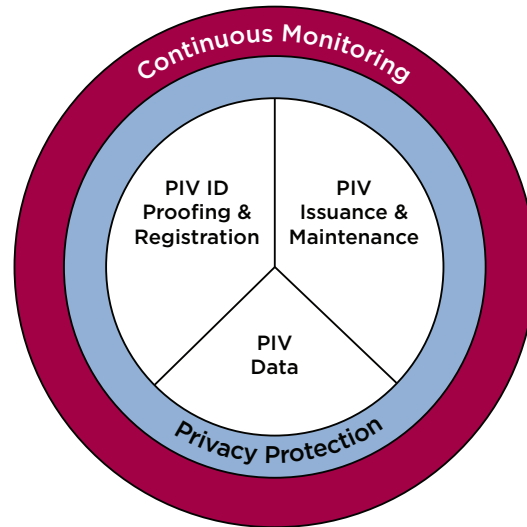 Continuous Monitoring
PIV ID
Proofing &
Registration
PIV
Issuance &
Maintenance
PIV
Data
Privacy Protection